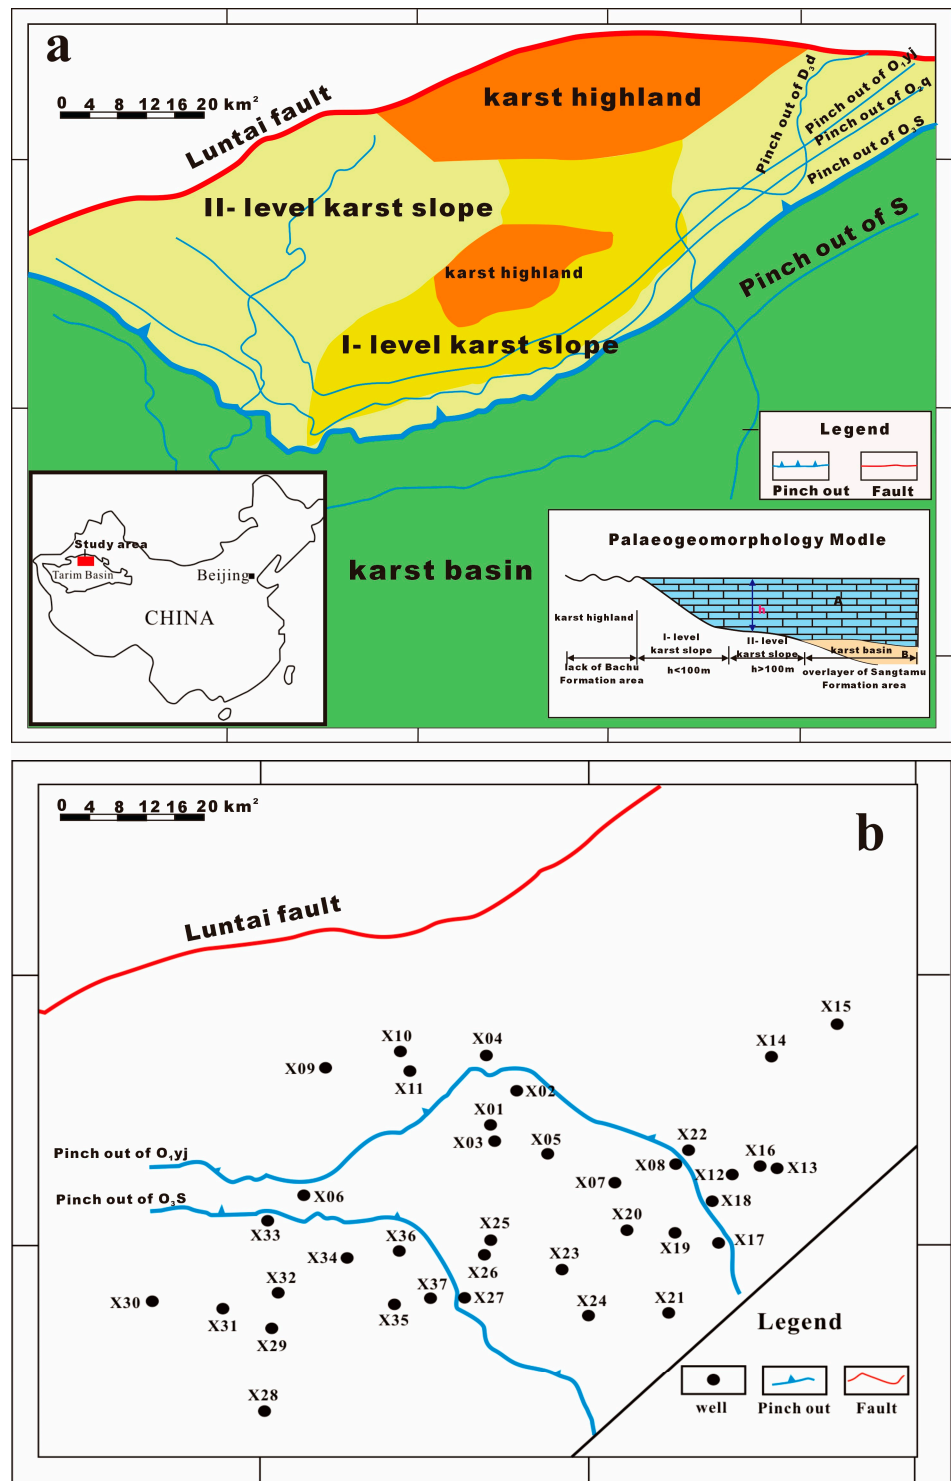 a
0 4 8 12 16 20 km²
Luntai fault
karst highland
Pinch out of D₃d
Pinch out of O₁yj
Pinch out of O₂q
Pinch out of O₃S
II- level karst slope
karst highland
Pinch out of S
I- level karst slope
Legend
Pinch out
Fault
karst basin
Study area
Tarim Basin
Beijing
CHINA
Palaeogeomorphology Modle
A
h
karst highland
I- level
karst slope
II- level
karst slope
karst basin
B
lack of Bachu
Formation area
h<100m
h>100m
overlayer of Sangtamu
Formation area
b
0 4 8 12 16 20 km²
Luntai fault
X15
X14
X10
X04
X09
X11
X02
X01
X03
X05
X22
X08
X16
X12
X13
Pinch out of O₁yj
X07
X06
X18
Pinch out of O₃S
X33
X20
X19
X17
X25
X36
X34
X26
X23
X32
X37
X27
X30
X31
X35
X24
X21
X29
X28
Legend
well
Pinch out
Fault